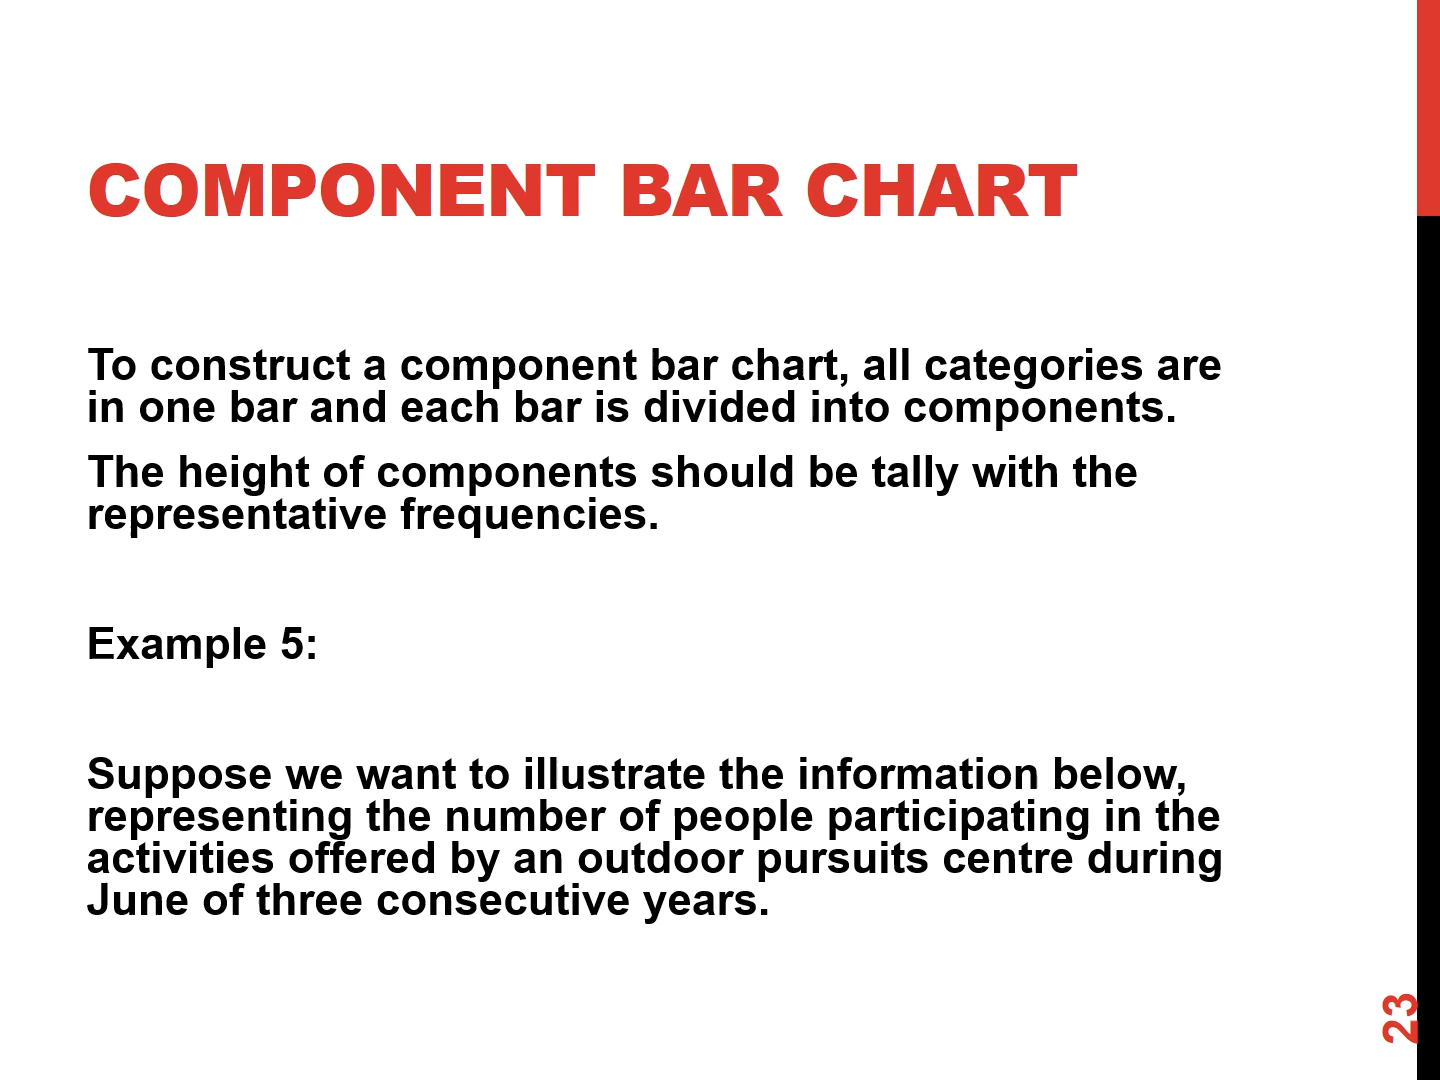 COMPONENT BAR CHART
To construct a component bar chart, all categories are
in one bar and each bar is divided into components.
The height of components should be tally with the
representative frequencies.
Example 5:
Suppose we want to illustrate the information below,
representing the number of people participating in the
activities offered by an outdoor pursuits centre during
June of three consecutive years.
23